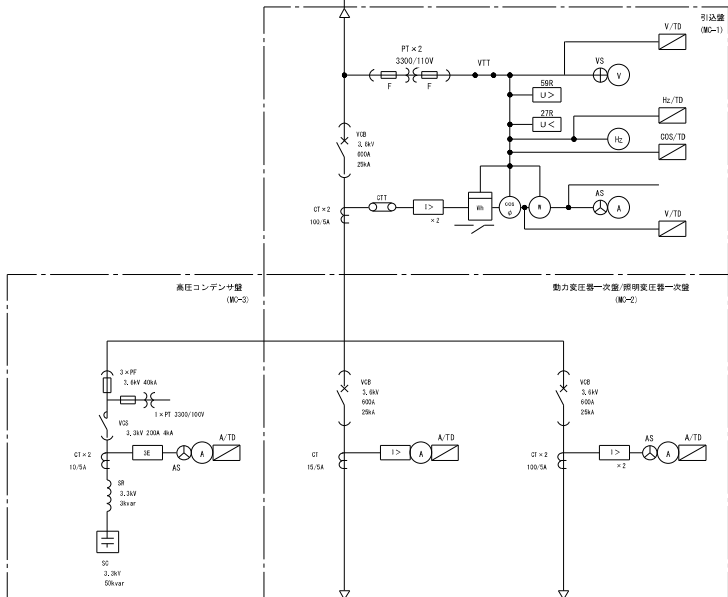 引込盤
(MC-1)
V/TD
PT×2
3300/110V
VTT
VS
V
F
F
59R
U>
27R
U<
Hz/TD
Hz
COS/TD
VCB
3.6kV
600A
25kA
CTT
CT×2
100/5A
I>
×2
Wh
cos
φ
W
AS
A
V/TD
高圧コンデンサ盤
(MC-3)
動力変圧器一次盤/照明変圧器一次盤
(MC-2)
3×PF
3.6kV 40kA
1×PT 3300/100V
VCS
3.3kV 200A 4kA
CT×2
10/5A
3E
AS
A
A/TD
SR
3.3kV
3kvar
SC
3.3kV
50kvar
VCB
3.6kV
600A
25kA
CT
15/5A
I>
A
A/TD
VCB
3.6kV
600A
25kA
CT×2
100/5A
I>
×2
AS
A
A/TD